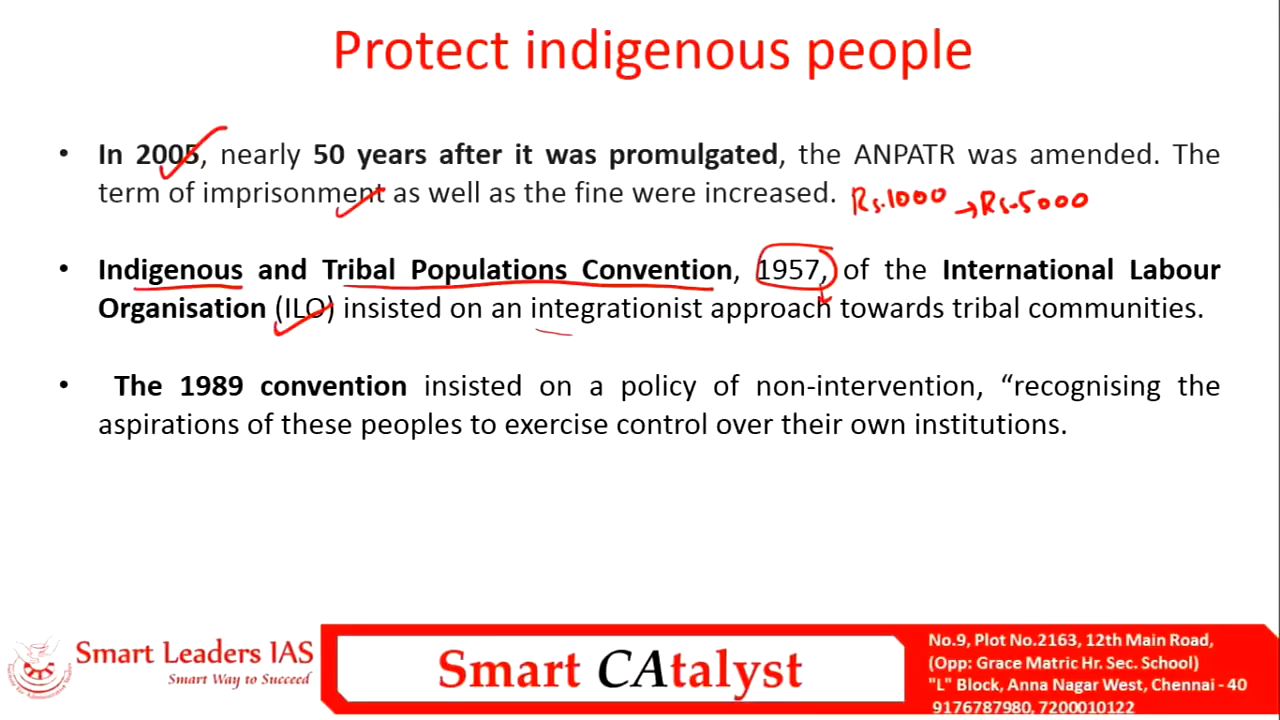 Protect indigenous people
• In 2005, nearly 50 years after it was promulgated, the ANPATR was amended. The
term of imprisonment as well as the fine were increased. Rs.1000 → Rs.5000
• Indigenous and Tribal Populations Convention, 1957, of the International Labour
Organisation (ILO) insisted on an integrationist approach towards tribal communities.
• The 1989 convention insisted on a policy of non-intervention, “recognising the
aspirations of these peoples to exercise control over their own institutions.
Smart Leaders IAS
Smart Way to Succeed
Smart CAtalyst
No.9, Plot No.2163, 12th Main Road,
(Opp: Grace Matric Hr. Sec. School)
"L" Block, Anna Nagar West, Chennai - 40
9176787980, 7200010122